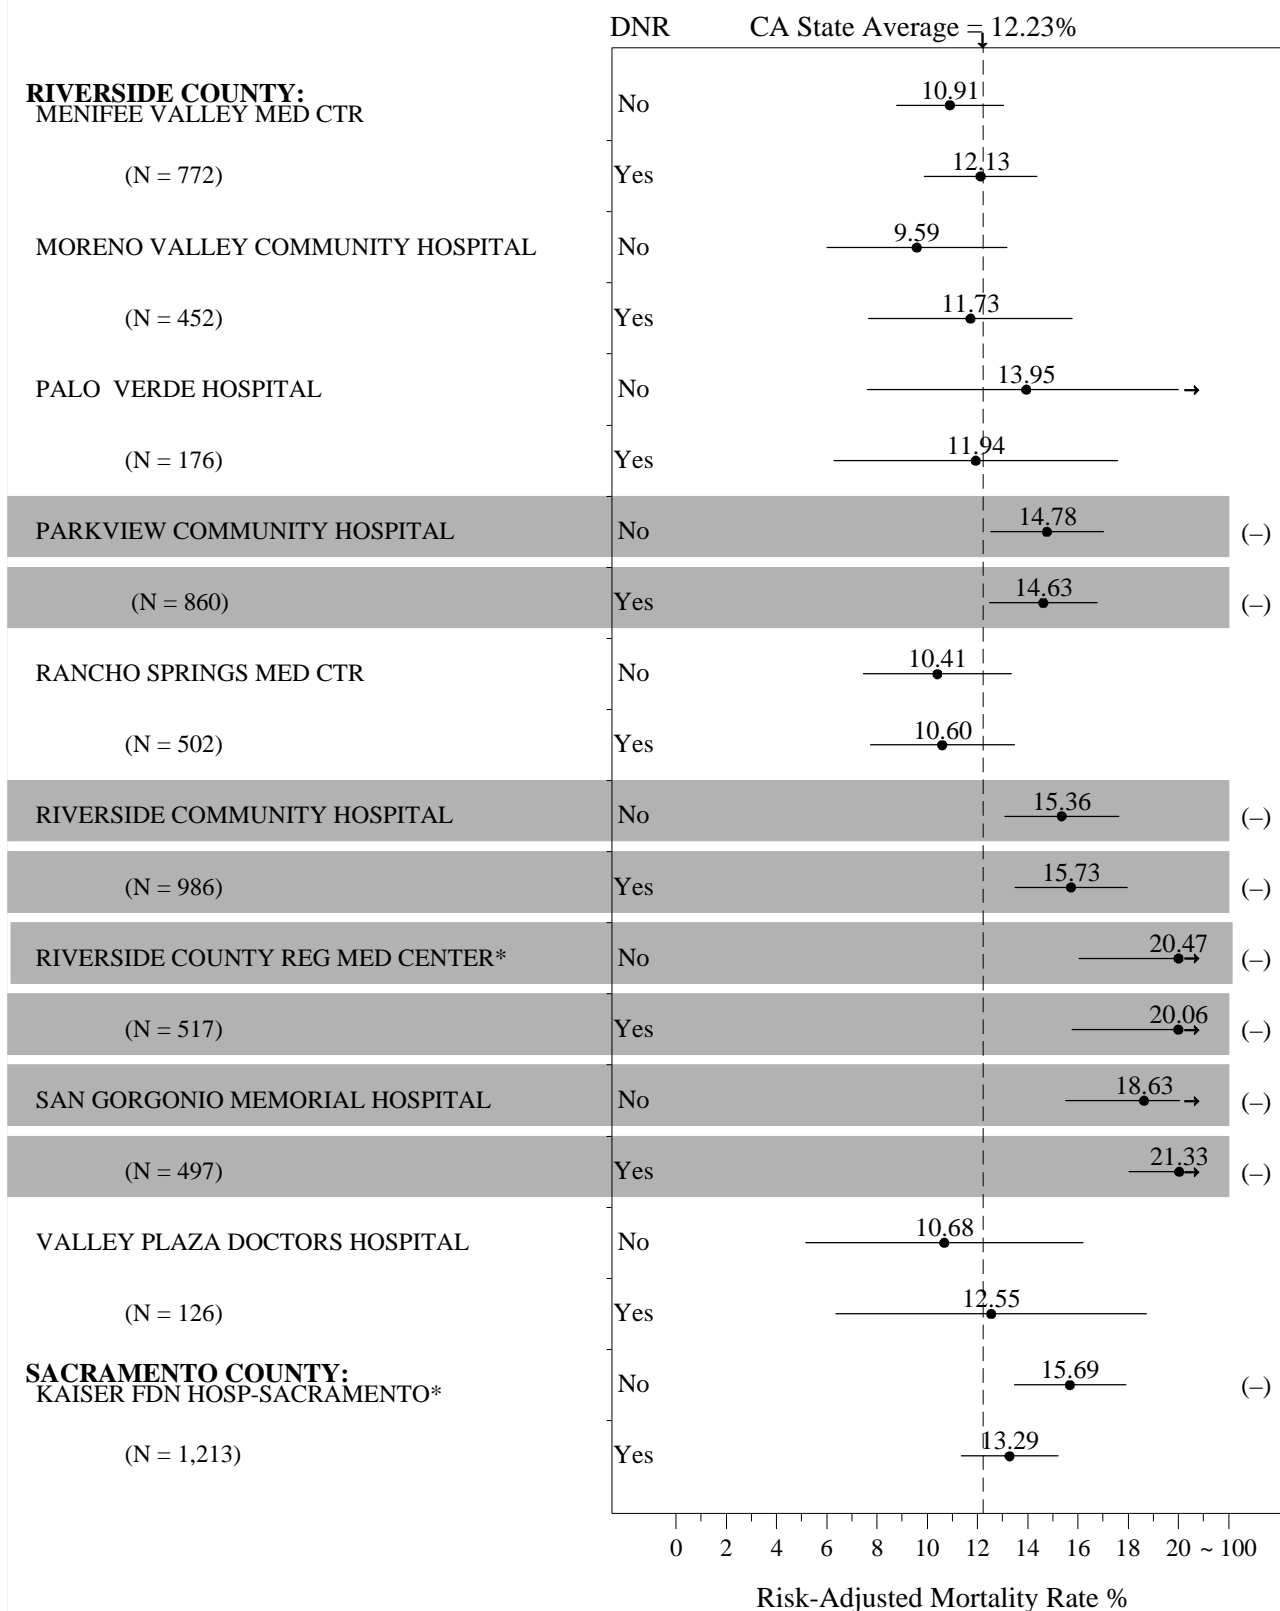 DNR CA State Average = 12.23%
RIVERSIDE COUNTY:
MENIFEE VALLEY MED CTR No 10.91
(N = 772) Yes 12.13
MORENO VALLEY COMMUNITY HOSPITAL No 9.59
(N = 452) Yes 11.73
PALO VERDE HOSPITAL No 13.95
(N = 176) Yes 11.94
PARKVIEW COMMUNITY HOSPITAL No 14.78 (–)
(N = 860) Yes 14.63 (–)
RANCHO SPRINGS MED CTR No 10.41
(N = 502) Yes 10.60
RIVERSIDE COMMUNITY HOSPITAL No 15.36 (–)
(N = 986) Yes 15.73 (–)
RIVERSIDE COUNTY REG MED CENTER* No 20.47 (–)
(N = 517) Yes 20.06 (–)
SAN GORGONIO MEMORIAL HOSPITAL No 18.63 (–)
(N = 497) Yes 21.33 (–)
VALLEY PLAZA DOCTORS HOSPITAL No 10.68
(N = 126) Yes 12.55
SACRAMENTO COUNTY:
KAISER FDN HOSP-SACRAMENTO* No 15.69 (–)
(N = 1,213) Yes 13.29
0 2 4 6 8 10 12 14 16 18 20 ~ 100
Risk-Adjusted Mortality Rate %